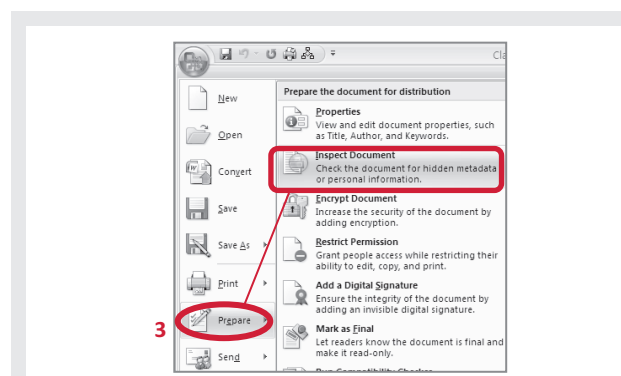 Cla
New
Open
Convert
Save
Save As
Print
3
Prepare
Send
Prepare the document for distribution
Properties
View and edit document properties, such
as Title, Author, and Keywords.
Inspect Document
Check the document for hidden metadata
or personal information.
Encrypt Document
Increase the security of the document by
adding encryption.
Restrict Permission
Grant people access while restricting their
ability to edit, copy, and print.
Add a Digital Signature
Ensure the integrity of the document by
adding an invisible digital signature.
Mark as Final
Let readers know the document is final and
make it read-only.
Run Compatibility Checker